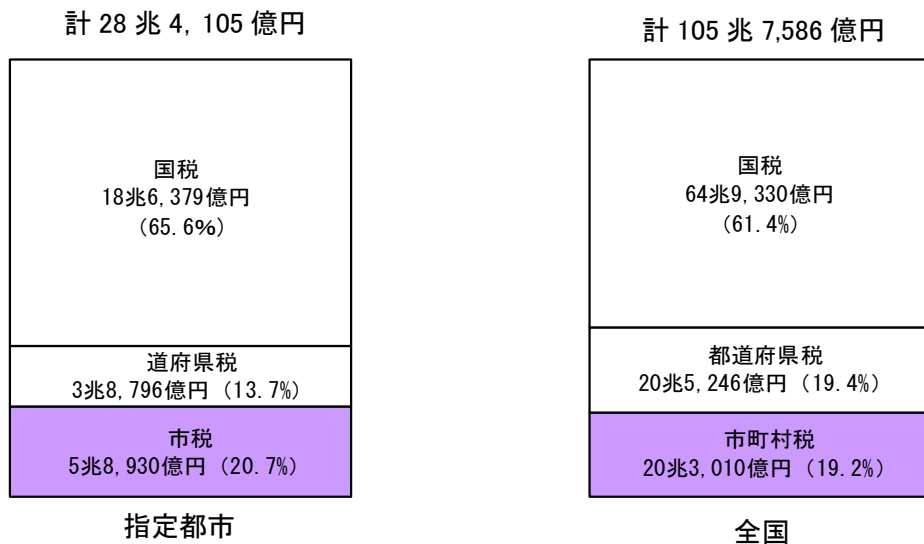 計 28 兆 4, 105 億円
国税
18兆6, 379億円
(65. 6%)
道府県税
3兆8, 796億円 (13. 7%)
市税
5兆8, 930億円 (20. 7%)
指定都市
計 105 兆 7,586 億円
国税
64兆9, 330億円
(61. 4%)
都道府県税
20兆5, 246億円 (19. 4%)
市町村税
20兆3, 010億円 (19. 2%)
全国